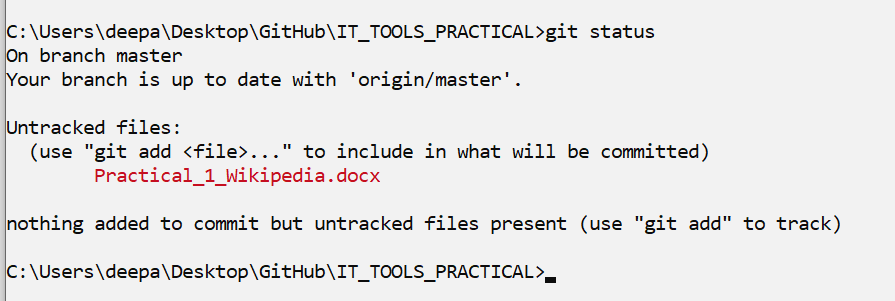 C:\Users\deepa\Desktop\GitHub\IT_TOOLS_PRACTICAL>git status
On branch master
Your branch is up to date with 'origin/master'.
Untracked files:
(use "git add <file>..." to include in what will be committed)
Practical_1_Wikipedia.docx
nothing added to commit but untracked files present (use "git add" to track)
C:\Users\deepa\Desktop\GitHub\IT_TOOLS_PRACTICAL>